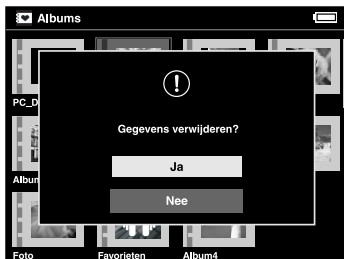 Albums
PC_D
Gegevens verwijderen?
Ja
Nee
Album
Foto
Favorieten
Album4